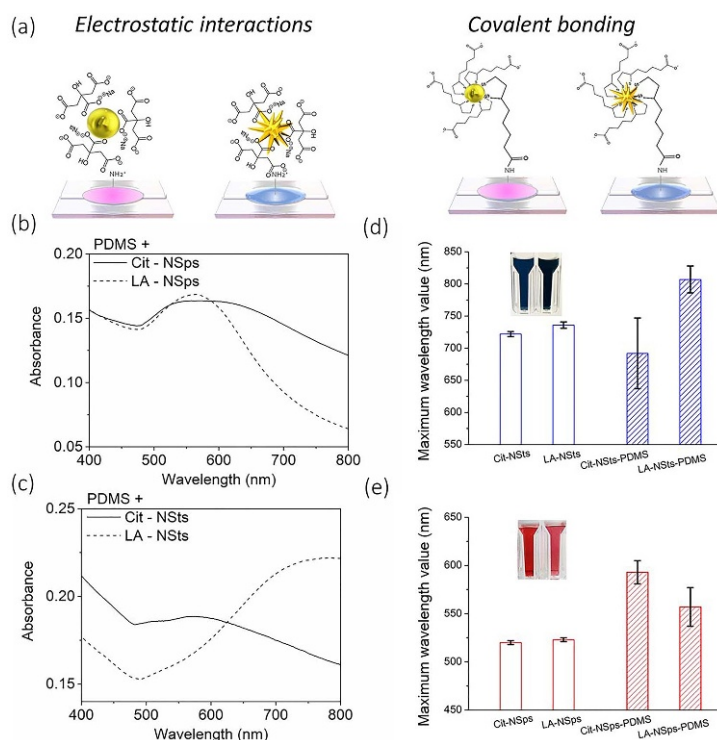 (a)
Electrostatic interactions
Covalent bonding
NH₃⁺
NH₃⁺
NH
NH
(b)
PDMS +
Cit - NSps
LA - NSps
0.20
0.15
0.10
0.05
Absorbance
400 500 600 700 800
Wavelength (nm)
(c)
PDMS +
Cit - NSts
LA - NSts
0.25
0.20
0.15
Absorbance
400 500 600 700 800
Wavelength (nm)
(d)
850
800
750
700
650
600
550
Maximum wavelength value (nm)
Cit-NSts
LA-NSts
Cit-NSts-PDMS
LA-NSts-PDMS
(e)
650
600
550
500
450
Maximum wavelength value (nm)
Cit-NSps
LA-NSps
Cit-NSps-PDMS
LA-NSps-PDMS